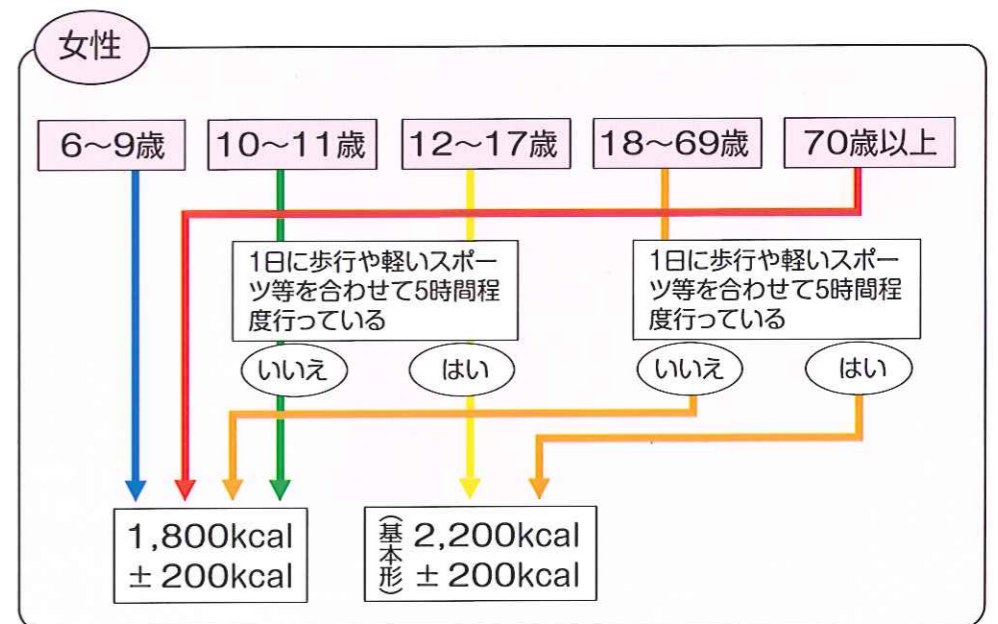 女性
6～9歳
10～11歳
12～17歳
18～69歳
70歳以上
1日に歩行や軽いスポー
ツ等を合わせて5時間程
度行っている
1日に歩行や軽いスポー
ツ等を合わせて5時間程
度行っている
いいえ
はい
いいえ
はい
1,800kcal
±200kcal
（基本形）
2,200kcal
±200kcal